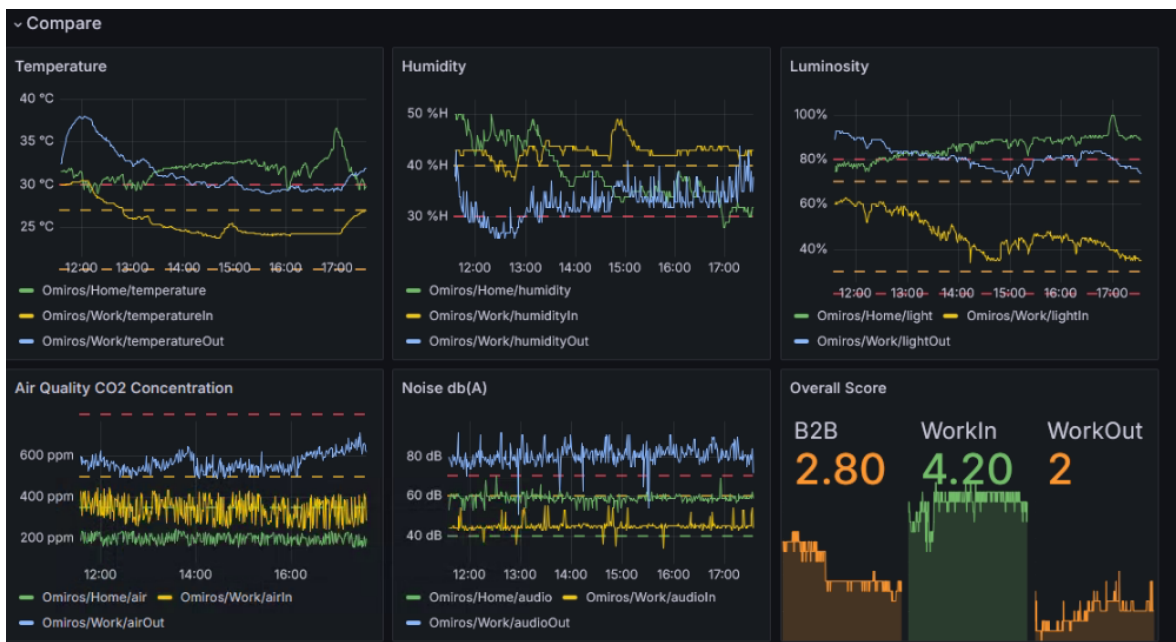 Compare
Temperature
40 °C
35 °C
30 °C
25 °C
12:00 13:00 14:00 15:00 16:00 17:00
Omiros/Home/temperature
Omiros/Work/temperatureIn
Omiros/Work/temperatureOut
Humidity
50 %H
40 %H
30 %H
12:00 13:00 14:00 15:00 16:00 17:00
Omiros/Home/humidity
Omiros/Work/humidityIn
Omiros/Work/humidityOut
Luminosity
100%
80%
60%
40%
12:00 13:00 14:00 15:00 16:00 17:00
Omiros/Home/light Omiros/Work/lightIn
Omiros/Work/lightOut
Air Quality CO2 Concentration
600 ppm
400 ppm
200 ppm
12:00 14:00 16:00
Omiros/Home/air Omiros/Work/airIn
Omiros/Work/airOut
Noise db(A)
80 dB
60 dB
40 dB
12:00 13:00 14:00 15:00 16:00 17:00
Omiros/Home/audio Omiros/Work/audioIn
Omiros/Work/audioOut
Overall Score
B2B WorkIn WorkOut
2.80 4.20 2